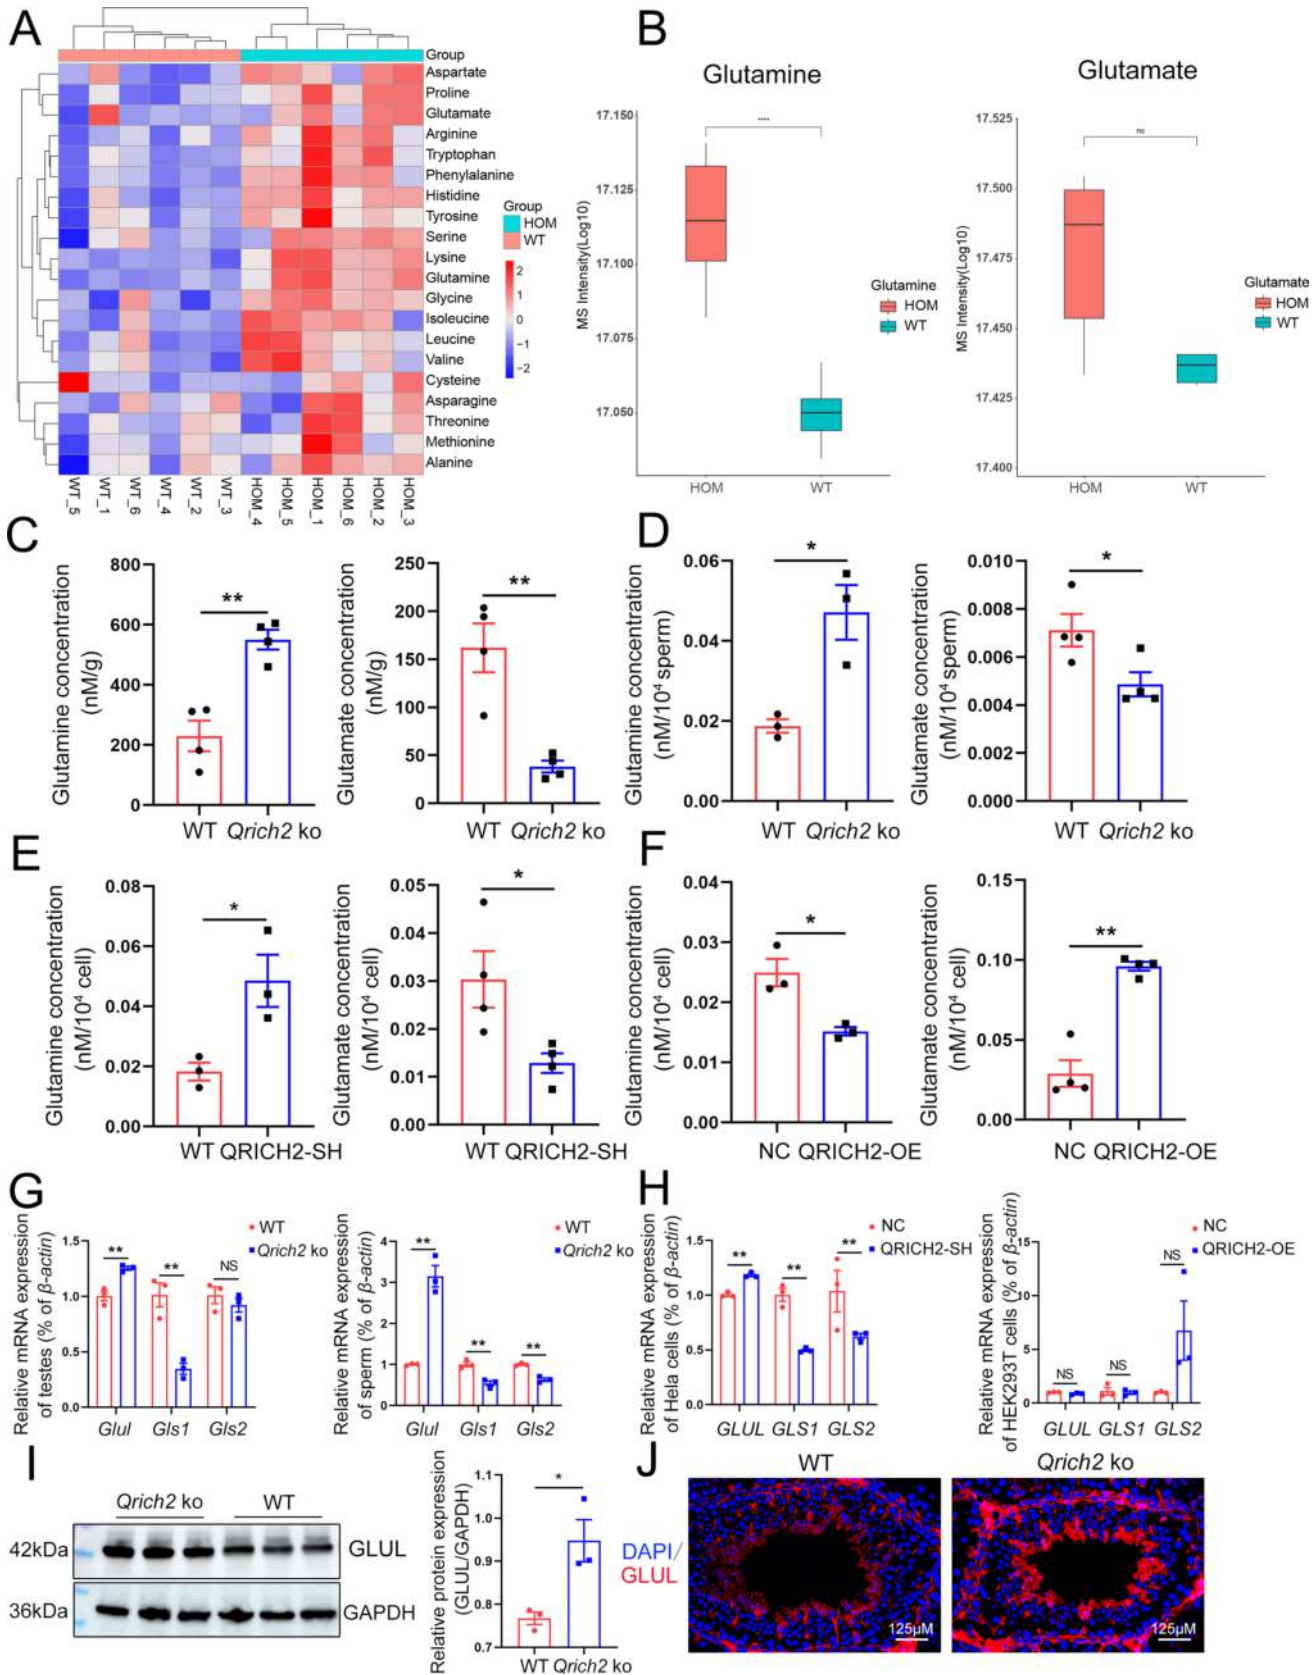 A
Group
Aspartate
Proline
Glutamate
Arginine
Tryptophan
Phenylalanine
Histidine
Tyrosine
Serine
Lysine
Glutamine
Glycine
Isoleucine
Leucine
Valine
Cysteine
Asparagine
Threonine
Methionine
Alanine
Group
HOM
WT
2
1
0
−1
−2
WT_5
WT_1
WT_6
WT_4
WT_2
WT_3
HOM_4
HOM_5
HOM_1
HOM_6
HOM_2
HOM_3
B
Glutamine
MS Intensity(Log10)
17.150
17.125
17.100
17.075
17.050
****
HOM
WT
Glutamine
HOM
WT
Glutamate
MS Intensity(Log10)
17.525
17.500
17.475
17.450
17.425
17.400
ns
HOM
WT
Glutamate
HOM
WT
C
Glutamine concentration
(nM/g)
800
600
400
200
0
**
WT Qrich2 ko
Glutamate concentration
(nM/g)
250
200
150
100
50
0
**
WT Qrich2 ko
D
Glutamine concentration
(nM/10⁴ sperm)
0.06
0.04
0.02
0.00
*
WT Qrich2 ko
Glutamate concentration
(nM/10⁴ sperm)
0.010
0.008
0.006
0.004
0.002
0.000
*
WT Qrich2 ko
E
Glutamine concentration
(nM/10⁴ cell)
0.08
0.06
0.04
0.02
0.00
*
WT QRICH2-SH
Glutamate concentration
(nM/10⁴ cell)
0.05
0.04
0.03
0.02
0.01
0.00
*
WT QRICH2-SH
F
Glutamine concentration
(nM/10⁴ cell)
0.04
0.03
0.02
0.01
0.00
*
NC QRICH2-OE
Glutamate concentration
(nM/10⁴ cell)
0.15
0.10
0.05
0.00
**
NC QRICH2-OE
G
Relative mRNA expression
of testes (% of β-actin)
1.5
1.0
0.5
0.0
**
**
NS
WT
Qrich2 ko
Glul Gls1 Gls2
Relative mRNA expression
of sperm (% of β-actin)
4
3
2
1
0
**
**
**
WT
Qrich2 ko
Glul Gls1 Gls2
H
Relative mRNA expression
of Hela cells (% of β-actin)
1.5
1.0
0.5
0.0
**
**
**
NC
QRICH2-SH
GLUL GLS1 GLS2
Relative mRNA expression
of HEK293T cells (% of β-actin)
15
10
5
0
NS
NS
NS
NC
QRICH2-OE
GLUL GLS1 GLS2
I
Qrich2 ko WT
42kDa
GLUL
36kDa
GAPDH
Relative protein expression
(GLUL/GAPDH)
1.1
1.0
0.9
0.8
0.7
*
WT Qrich2 ko
J
WT
Qrich2 ko
DAPI/
GLUL
125μM
125μM